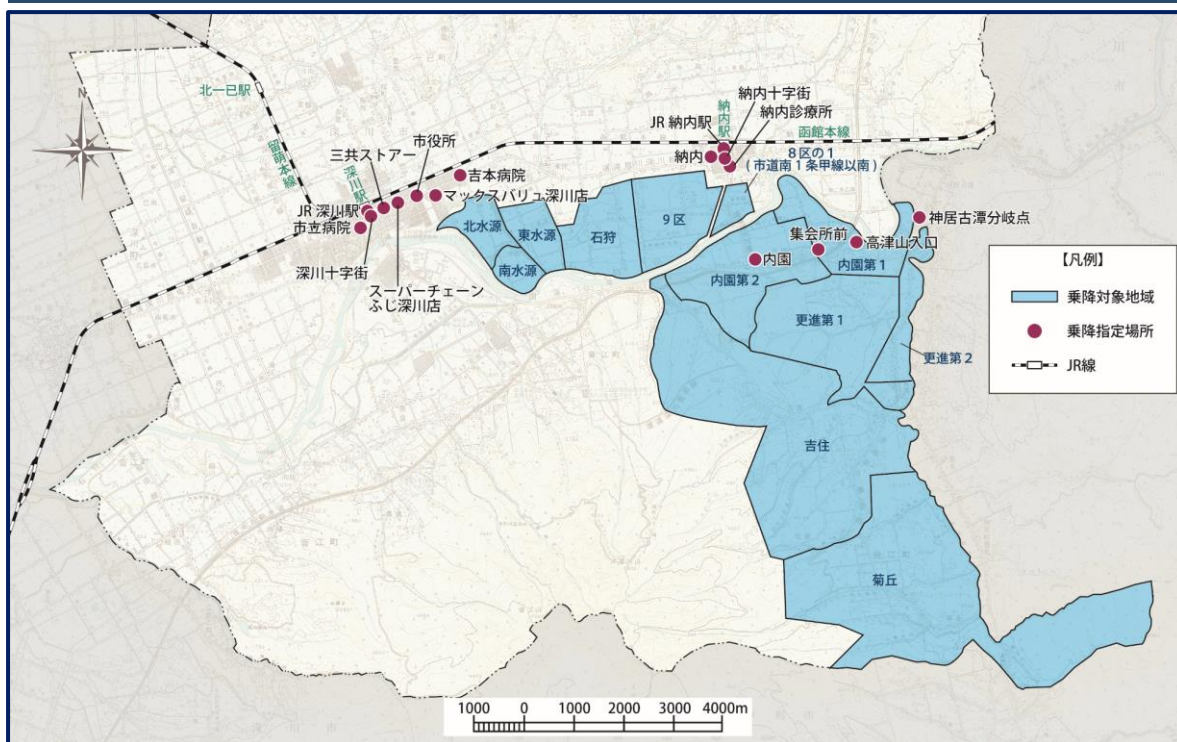 N
北一已駅
留萌本線
深川駅
三共ストアー
市役所
吉本病院
マックスバリュ深川店
JR 深川駅
市立病院
深川十字街
スーパーチェーン
ふじ深川店
納内十字街
納内診療所
JR 納内駅
納内駅
納内
函館本線
8区の1
(市道南1条甲線以南)
北水源
東水源
南水源
石狩
9区
神居古潭分岐点
集会所前
高津山入口
内園
内園第1
内園第2
更進第1
更進第2
吉住
菊丘
【凡例】
乗降対象地域
乗降指定場所
JR線
1000 0 1000 2000 3000 4000m